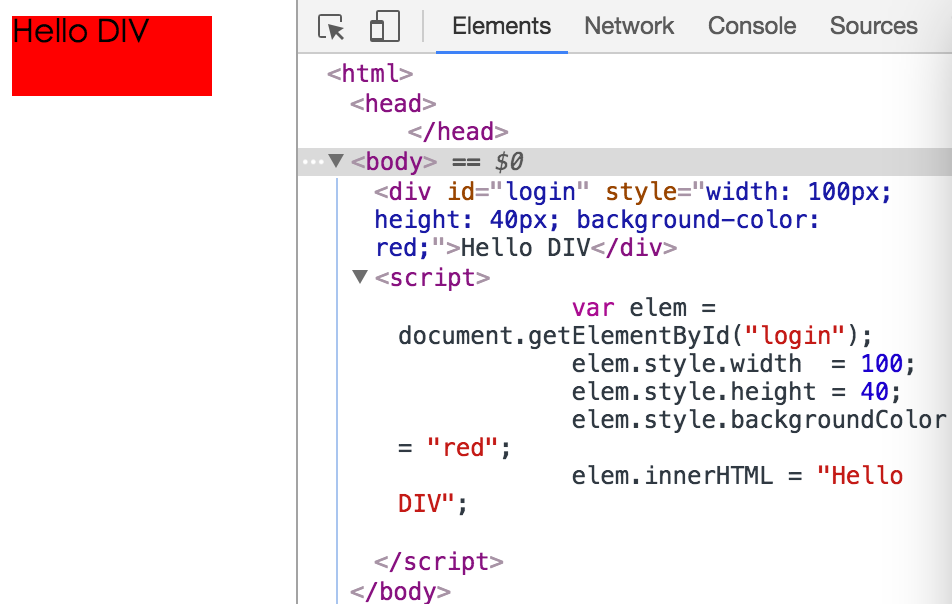 Hello DIV
Elements Network Console Sources
<html>
<head>
</head>
… <body> == $0
<div id="login" style="width: 100px;
height: 40px; background-color:
red;">Hello DIV</div>
<script>
var elem =
document.getElementById("login");
elem.style.width  = 100;
elem.style.height = 40;
elem.style.backgroundColor
= "red";
elem.innerHTML = "Hello
DIV";
</script>
</body>